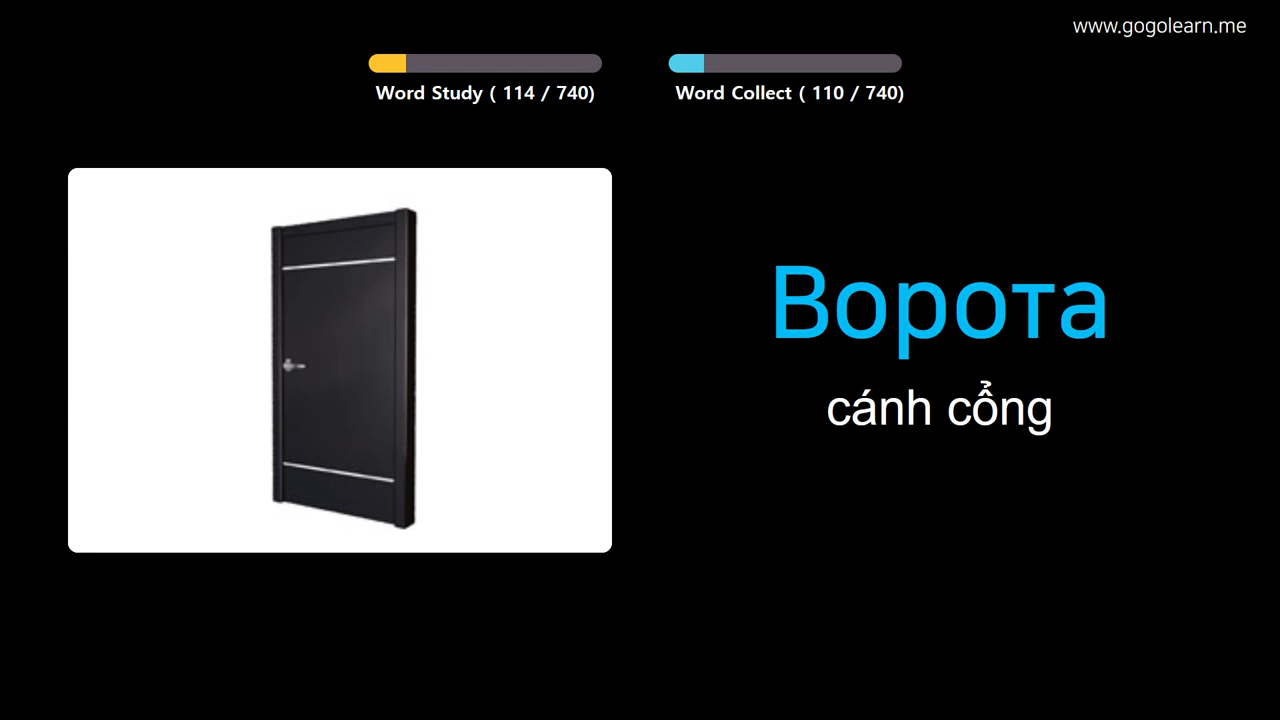 www.gogolearn.me
Word Study ( 114 / 740)
Word Collect ( 110 / 740)
Ворота
cánh cổng